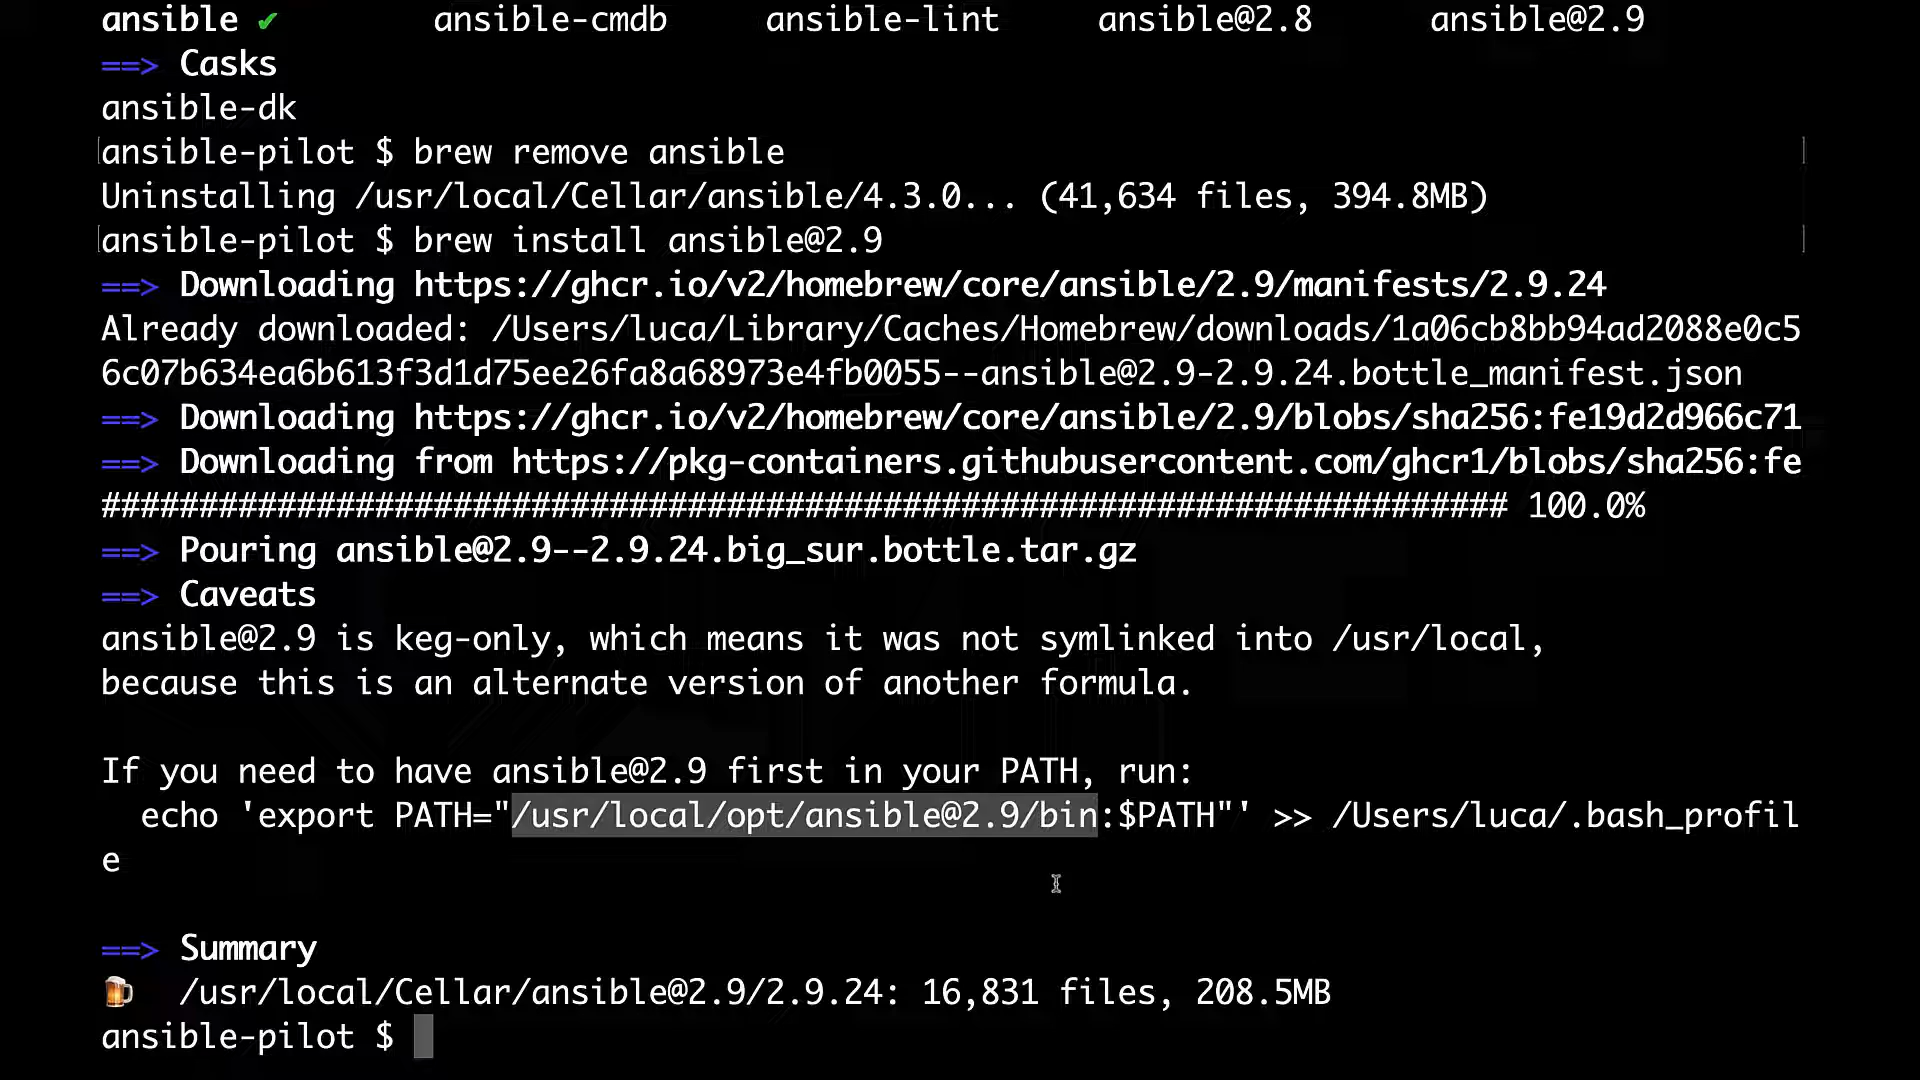 ansible ✔ ansible-cmdb ansible-lint ansible@2.8 ansible@2.9
==> Casks
ansible-dk
ansible-pilot $ brew remove ansible
Uninstalling /usr/local/Cellar/ansible/4.3.0... (41,634 files, 394.8MB)
ansible-pilot $ brew install ansible@2.9
==> Downloading https://ghcr.io/v2/homebrew/core/ansible/2.9/manifests/2.9.24
Already downloaded: /Users/luca/Library/Caches/Homebrew/downloads/1a06cb8bb94ad2088e0c5
6c07b634ea6b613f3d1d75ee26fa8a68973e4fb0055--ansible@2.9-2.9.24.bottle_manifest.json
==> Downloading https://ghcr.io/v2/homebrew/core/ansible/2.9/blobs/sha256:fe19d2d966c71
==> Downloading from https://pkg-containers.githubusercontent.com/ghcr1/blobs/sha256:fe
######################################################################## 100.0%
==> Pouring ansible@2.9--2.9.24.big_sur.bottle.tar.gz
==> Caveats
ansible@2.9 is keg-only, which means it was not symlinked into /usr/local,
because this is an alternate version of another formula.
If you need to have ansible@2.9 first in your PATH, run:
echo 'export PATH="/usr/local/opt/ansible@2.9/bin:$PATH"' >> /Users/luca/.bash_profil
e
==> Summary
🍺 /usr/local/Cellar/ansible@2.9/2.9.24: 16,831 files, 208.5MB
ansible-pilot $